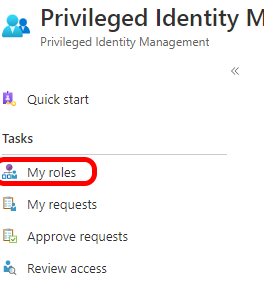 Privileged Identity M
Privileged Identity Management
«
Quick start
Tasks
My roles
My requests
Approve requests
Review access